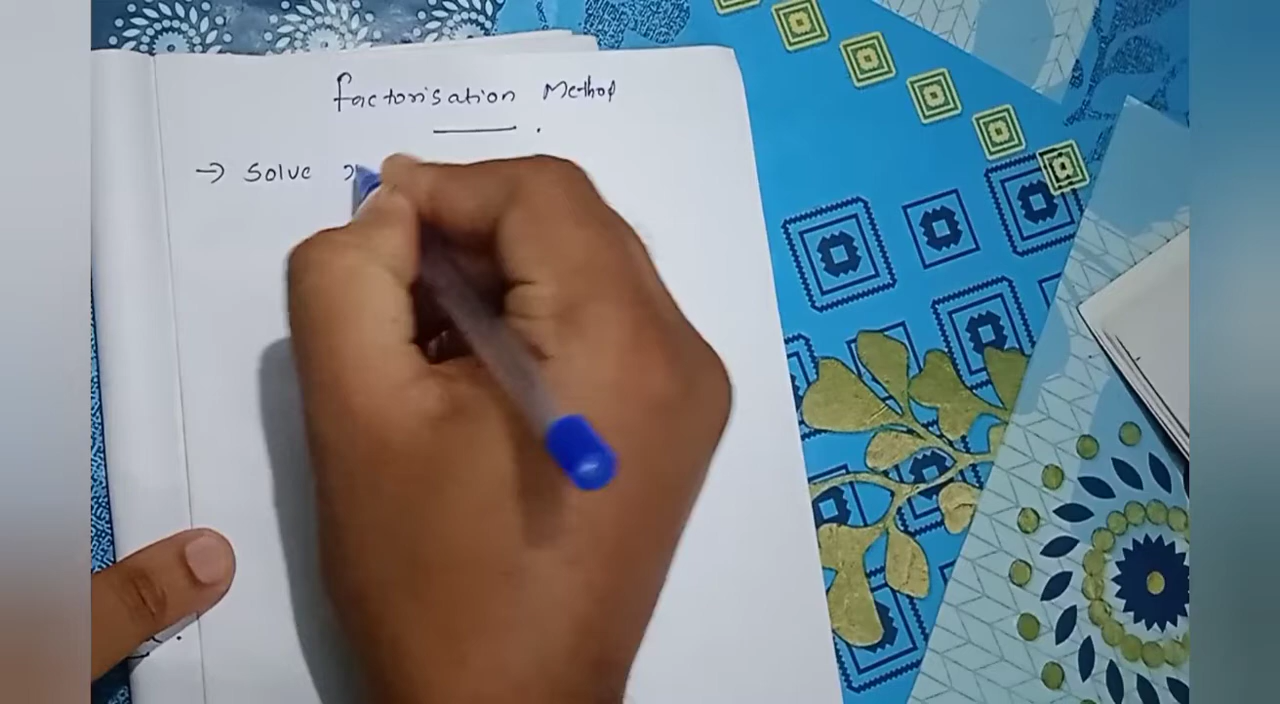 factorisation Method
→ Solve x